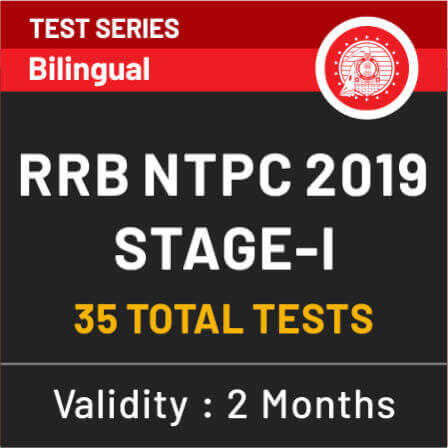 TEST SERIES
Bilingual
RRB NTPC 2019
STAGE-I
35 TOTAL TESTS
Validity : 2 Months